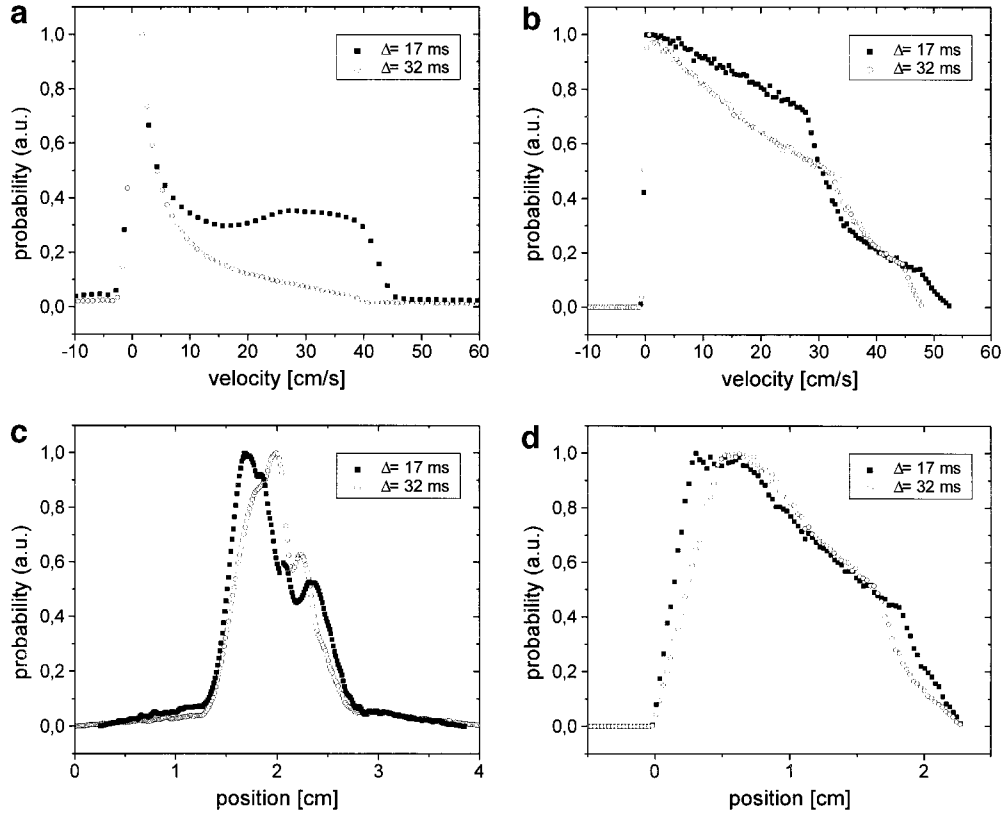 a
probability (a.u.)
1,0
0,8
0,6
0,4
0,2
0,0
-10 0 10 20 30 40 50 60
velocity [cm/s]
Δ= 17 ms
Δ= 32 ms
b
probability (a.u.)
1,0
0,8
0,6
0,4
0,2
0,0
-10 0 10 20 30 40 50 60
velocity [cm/s]
Δ= 17 ms
Δ= 32 ms
c
probability (a.u.)
1,0
0,8
0,6
0,4
0,2
0,0
0 1 2 3 4
position [cm]
Δ= 17 ms
Δ= 32 ms
d
probability (a.u.)
1,0
0,8
0,6
0,4
0,2
0,0
0 1 2
position [cm]
Δ= 17 ms
Δ= 32 ms